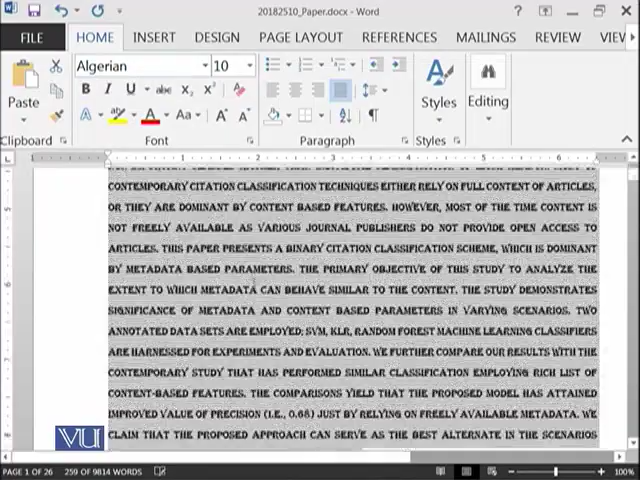 20182510_Paper.docx - Word
FILE HOME INSERT DESIGN PAGE LAYOUT REFERENCES MAILINGS REVIEW VIEW
Algerian 10
Paste
Styles
Editing
Clipboard Font Paragraph Styles
CONTEMPORARY CITATION CLASSIFICATION TECHNIQUES EITHER RELY ON FULL CONTENT OF ARTICLES,
OR THEY ARE DOMINANT BY CONTENT BASED FEATURES. HOWEVER, MOST OF THE TIME CONTENT IS
NOT FREELY AVAILABLE AS VARIOUS JOURNAL PUBLISHERS DO NOT PROVIDE OPEN ACCESS TO
ARTICLES. THIS PAPER PRESENTS A BINARY CITATION CLASSIFICATION SCHEME, WHICH IS DOMINANT
BY METADATA BASED PARAMETERS. THE PRIMARY OBJECTIVE OF THIS STUDY TO ANALYZE THE
EXTENT TO WHICH METADATA CAN BEHAVE SIMILAR TO THE CONTENT. THE STUDY DEMONSTRATES
SIGNIFICANCE OF METADATA AND CONTENT BASED PARAMETERS IN VARYING SCENARIOS. TWO
ANNOTATED DATA SETS ARE EMPLOYED; SVM, KLR, RANDOM FOREST MACHINE LEARNING CLASSIFIERS
ARE HARNESSED FOR EXPERIMENTS AND EVALUATION. WE FURTHER COMPARE OUR RESULTS WITH THE
CONTEMPORARY STUDY THAT HAS PERFORMED SIMILAR CLASSIFICATION EMPLOYING RICH LIST OF
CONTENT-BASED FEATURES. THE COMPARISONS YIELD THAT THE PROPOSED MODEL HAS ATTAINED
IMPROVED VALUE OF PRECISION (I.E., 0.68) JUST BY RELYING ON FREELY AVAILABLE METADATA. WE
CLAIM THAT THE PROPOSED APPROACH CAN SERVE AS THE BEST ALTERNATE IN THE SCENARIOS
VU
PAGE 1 OF 26 259 OF 9814 WORDS 100%